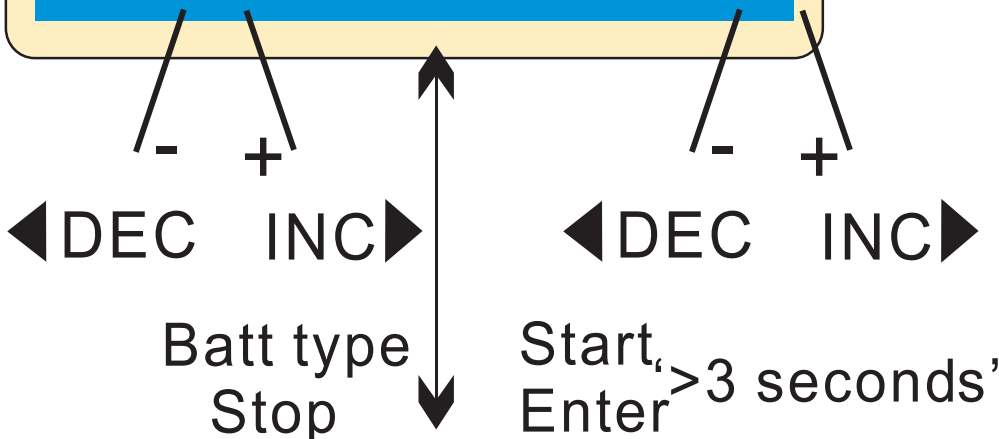 - + - +
DEC INC DEC INC
Batt type
Stop
Start
Enter
‘>3 seconds’